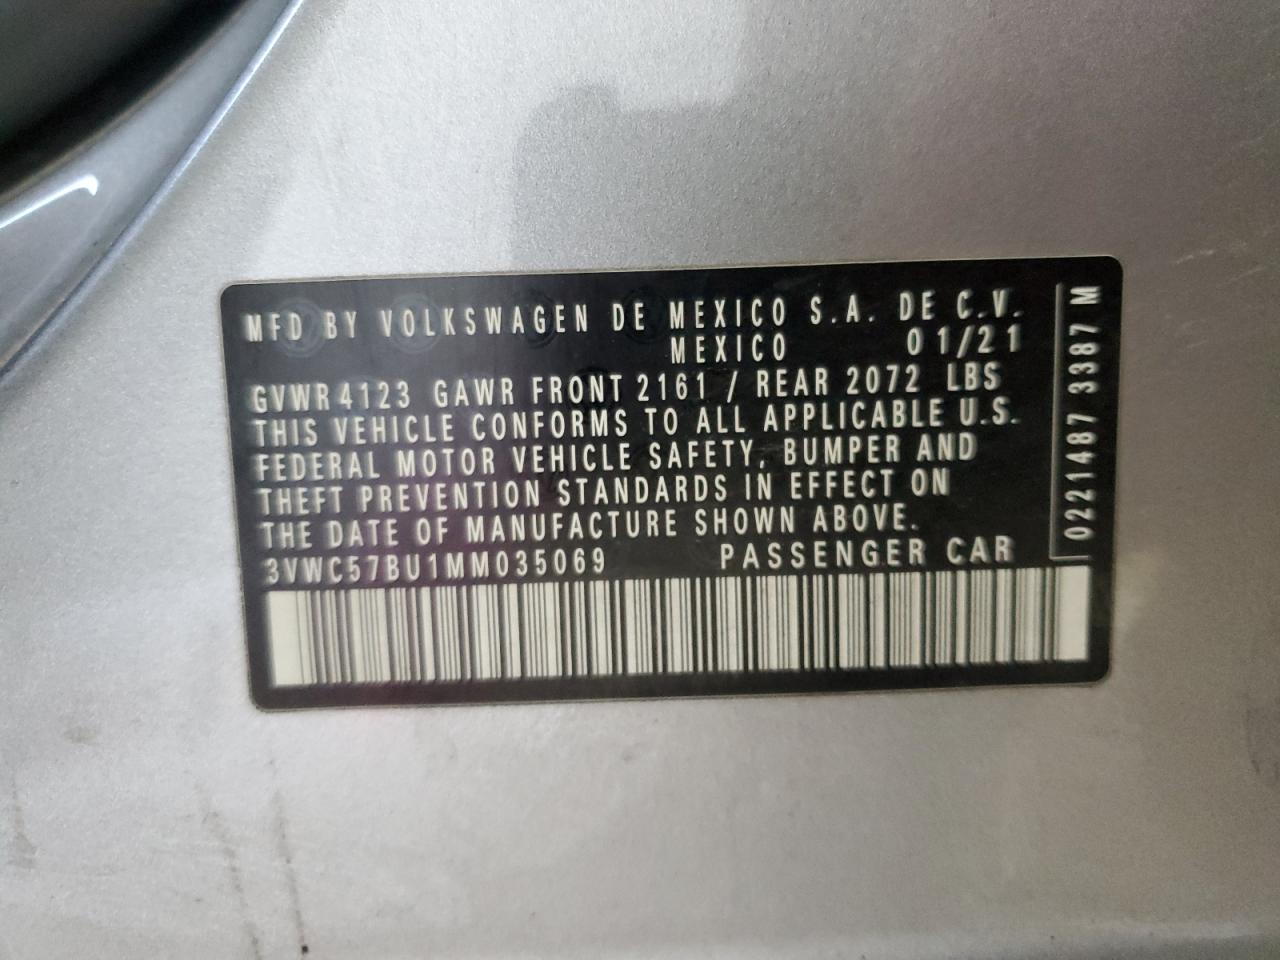 MFD BY VOLKSWAGEN DE MEXICO S.A. DE C.V.
MEXICO 01/21
GVWR 4123 GAWR FRONT 2161 / REAR 2072 LBS
THIS VEHICLE CONFORMS TO ALL APPLICABLE U.S.
FEDERAL MOTOR VEHICLE SAFETY, BUMPER AND
THEFT PREVENTION STANDARDS IN EFFECT ON
THE DATE OF MANUFACTURE SHOWN ABOVE.
3VWC57BU1MM035069 PASSENGER CAR
0221487 3387 M